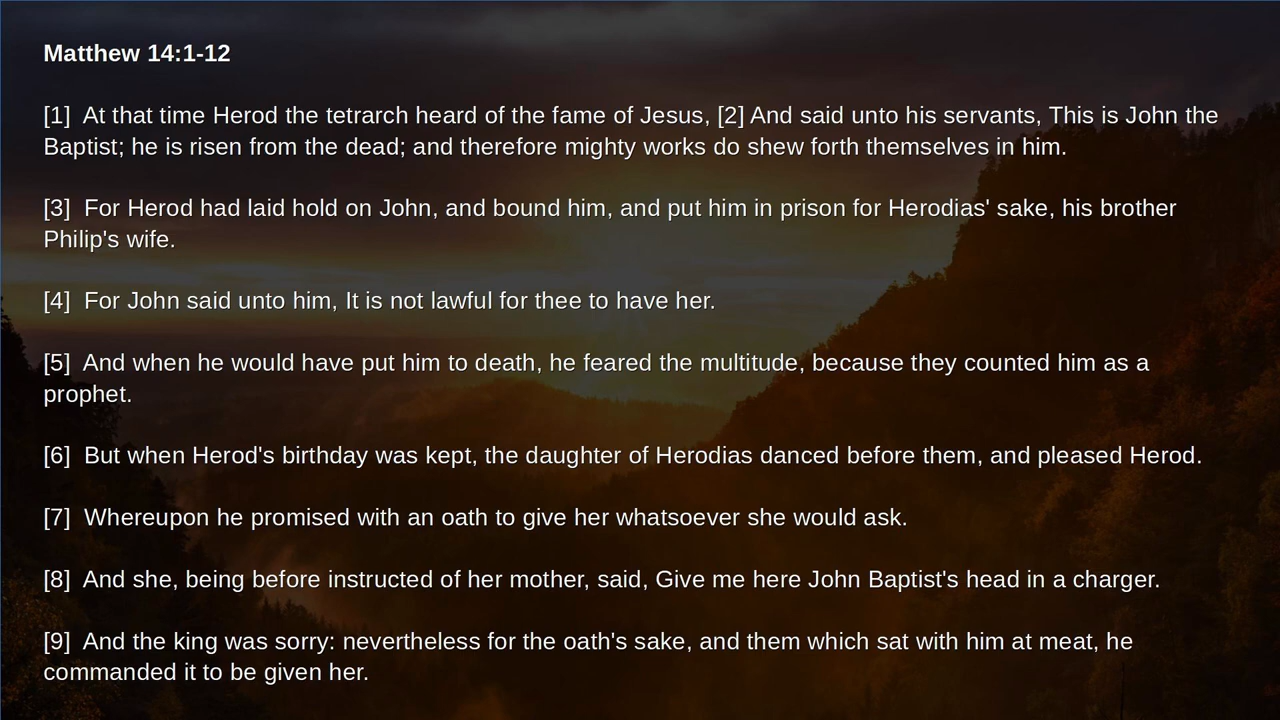 Matthew 14:1-12
[1]  At that time Herod the tetrarch heard of the fame of Jesus, [2] And said unto his servants, This is John the
Baptist; he is risen from the dead; and therefore mighty works do shew forth themselves in him.
[3]  For Herod had laid hold on John, and bound him, and put him in prison for Herodias' sake, his brother
Philip's wife.
[4]  For John said unto him, It is not lawful for thee to have her.
[5]  And when he would have put him to death, he feared the multitude, because they counted him as a
prophet.
[6]  But when Herod's birthday was kept, the daughter of Herodias danced before them, and pleased Herod.
[7]  Whereupon he promised with an oath to give her whatsoever she would ask.
[8]  And she, being before instructed of her mother, said, Give me here John Baptist's head in a charger.
[9]  And the king was sorry: nevertheless for the oath's sake, and them which sat with him at meat, he
commanded it to be given her.